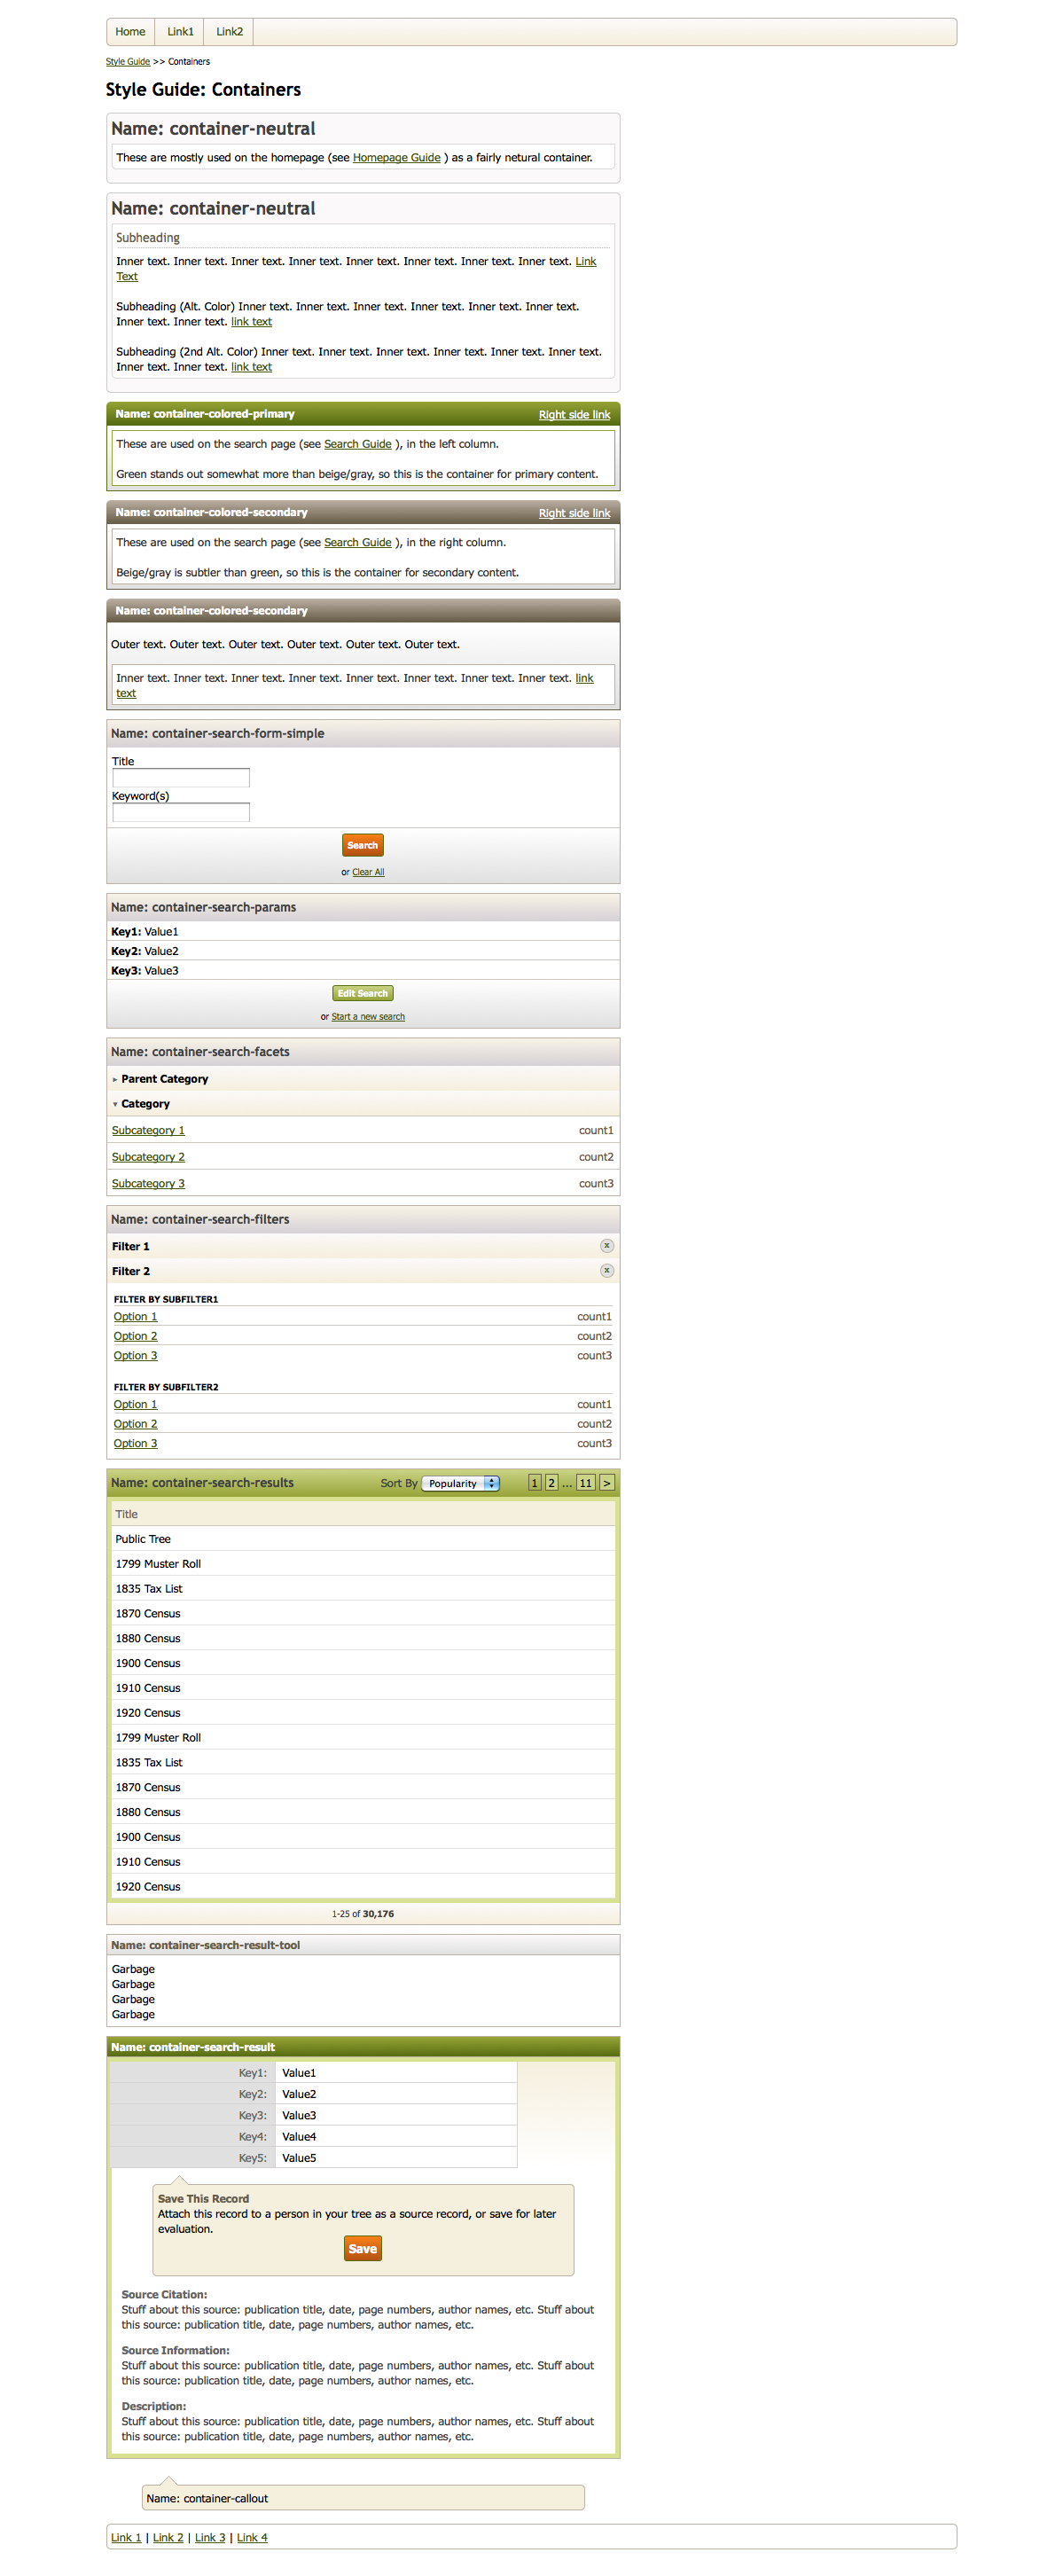 Home Link1 Link2
Style Guide >> Containers
Style Guide: Containers
Name: container-neutral
These are mostly used on the homepage (see Homepage Guide ) as a fairly netural container.
Name: container-neutral
Subheading
Inner text. Inner text. Inner text. Inner text. Inner text. Inner text. Inner text. Inner text. Link
Text
Subheading (Alt. Color) Inner text. Inner text. Inner text. Inner text. Inner text. Inner text.
Inner text. Inner text. link text
Subheading (2nd Alt. Color) Inner text. Inner text. Inner text. Inner text. Inner text. Inner text.
Inner text. Inner text. link text
Name: container-colored-primary Right side link
These are used on the search page (see Search Guide ), in the left column.
Green stands out somewhat more than beige/gray, so this is the container for primary content.
Name: container-colored-secondary Right side link
These are used on the search page (see Search Guide ), in the right column.
Beige/gray is subtler than green, so this is the container for secondary content.
Name: container-colored-secondary
Outer text. Outer text. Outer text. Outer text. Outer text. Outer text.
Inner text. Inner text. Inner text. Inner text. Inner text. Inner text. Inner text. Inner text. link
text
Name: container-search-form-simple
Title
Keyword(s)
Search
or Clear All
Name: container-search-params
Key1: Value1
Key2: Value2
Key3: Value3
Edit Search
or Start a new search
Name: container-search-facets
Parent Category
Category
Subcategory 1 count1
Subcategory 2 count2
Subcategory 3 count3
Name: container-search-filters
Filter 1 x
Filter 2 x
FILTER BY SUBFILTER1
Option 1 count1
Option 2 count2
Option 3 count3
FILTER BY SUBFILTER2
Option 1 count1
Option 2 count2
Option 3 count3
Name: container-search-results Sort By Popularity 1 2 ... 11 >
Title
Public Tree
1799 Muster Roll
1835 Tax List
1870 Census
1880 Census
1900 Census
1910 Census
1920 Census
1799 Muster Roll
1835 Tax List
1870 Census
1880 Census
1900 Census
1910 Census
1920 Census
1-25 of 30,176
Name: container-search-result-tool
Garbage
Garbage
Garbage
Garbage
Name: container-search-result
Key1: Value1
Key2: Value2
Key3: Value3
Key4: Value4
Key5: Value5
Save This Record
Attach this record to a person in your tree as a source record, or save for later
evaluation.
Save
Source Citation:
Stuff about this source: publication title, date, page numbers, author names, etc. Stuff about
this source: publication title, date, page numbers, author names, etc.
Source Information:
Stuff about this source: publication title, date, page numbers, author names, etc. Stuff about
this source: publication title, date, page numbers, author names, etc.
Description:
Stuff about this source: publication title, date, page numbers, author names, etc. Stuff about
this source: publication title, date, page numbers, author names, etc.
Name: container-callout
Link 1 | Link 2 | Link 3 | Link 4